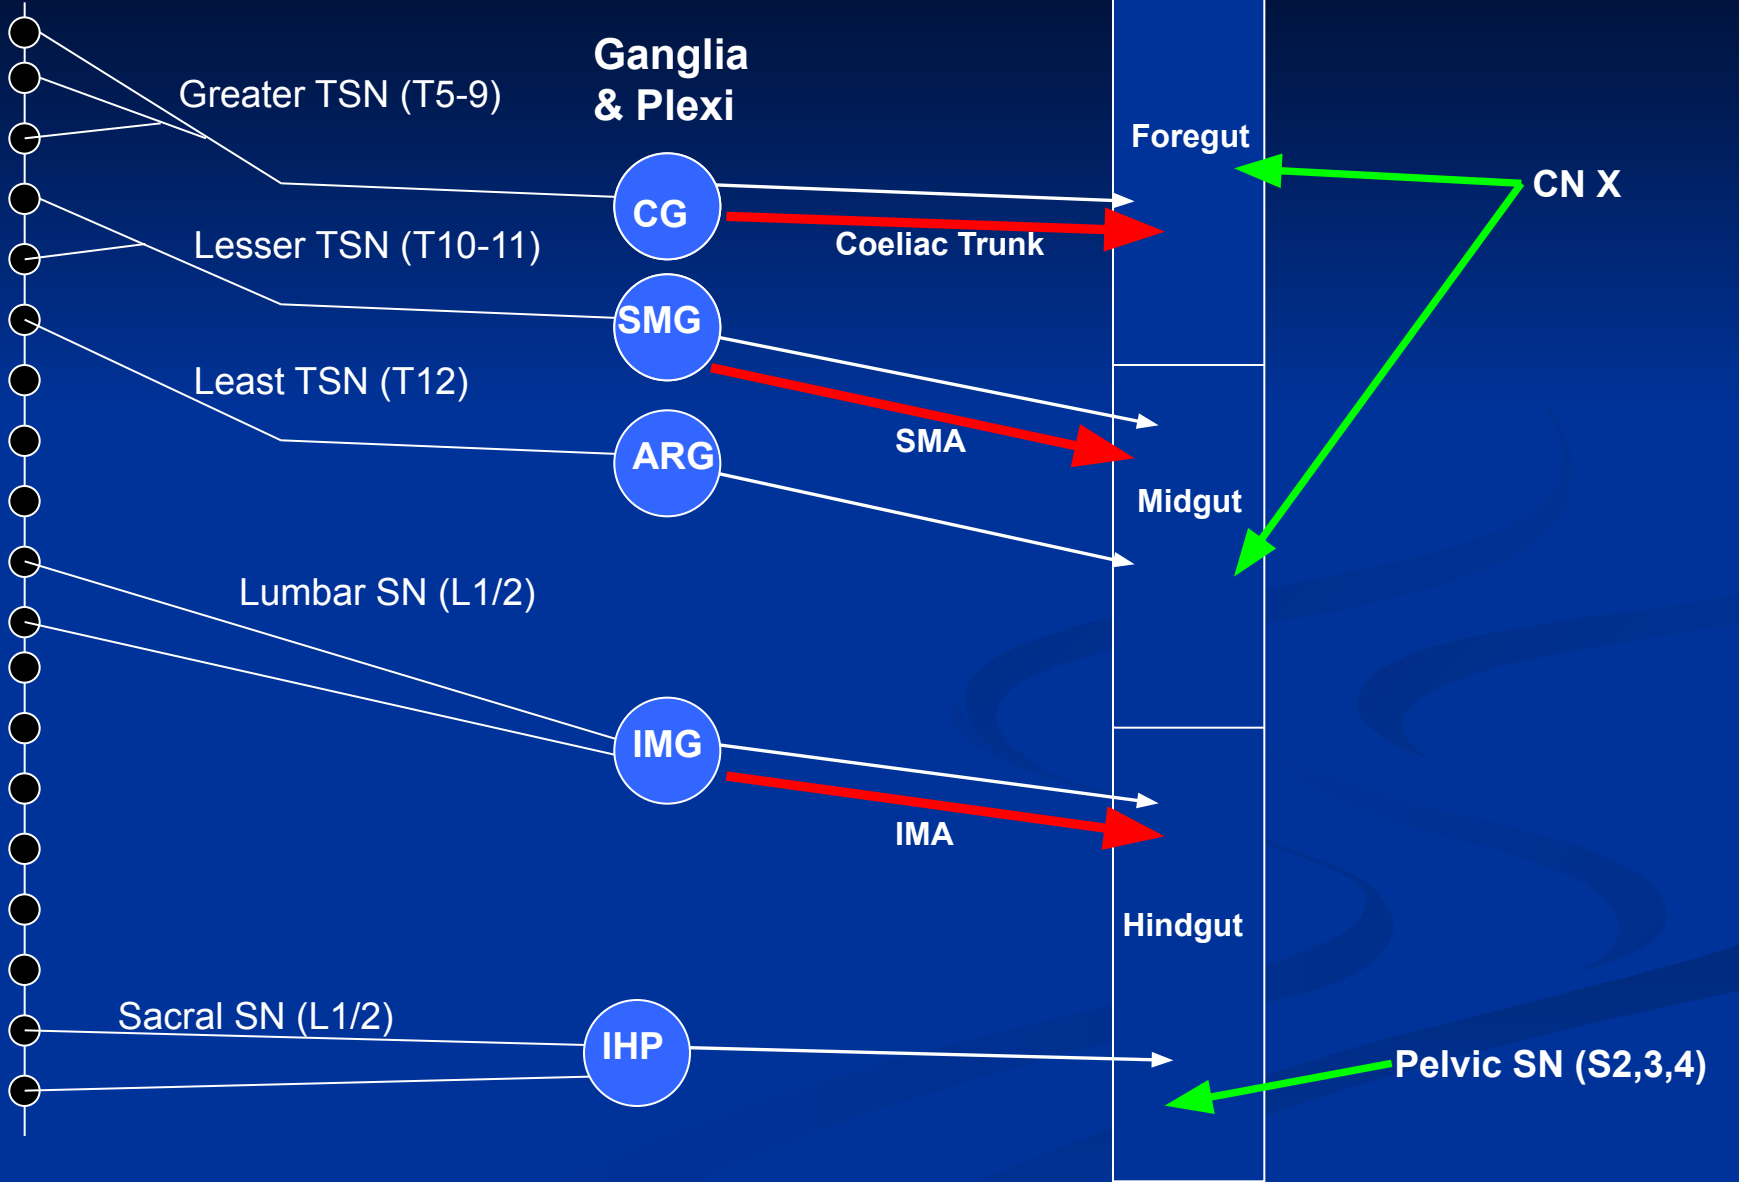 Ganglia
& Plexi
Greater TSN (T5-9)
Foregut
CN X
CG
Coeliac Trunk
Lesser TSN (T10-11)
SMG
Least TSN (T12)
SMA
ARG
Midgut
Lumbar SN (L1/2)
IMG
IMA
Hindgut
Sacral SN (L1/2)
IHP
Pelvic SN (S2,3,4)